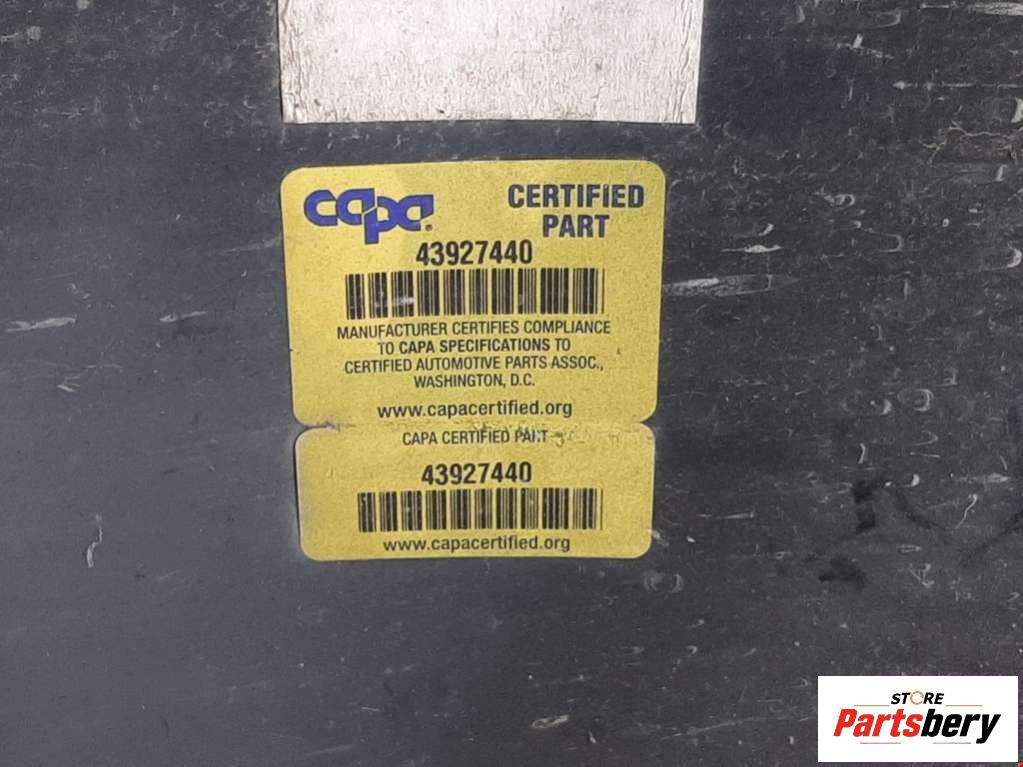 capa®
CERTIFIED
PART
43927440
MANUFACTURER CERTIFIES COMPLIANCE
TO CAPA SPECIFICATIONS TO
CERTIFIED AUTOMOTIVE PARTS ASSOC.,
WASHINGTON, D.C.
www.capacertified.org
CAPA CERTIFIED PART
43927440
www.capacertified.org
STORE
Partsbery